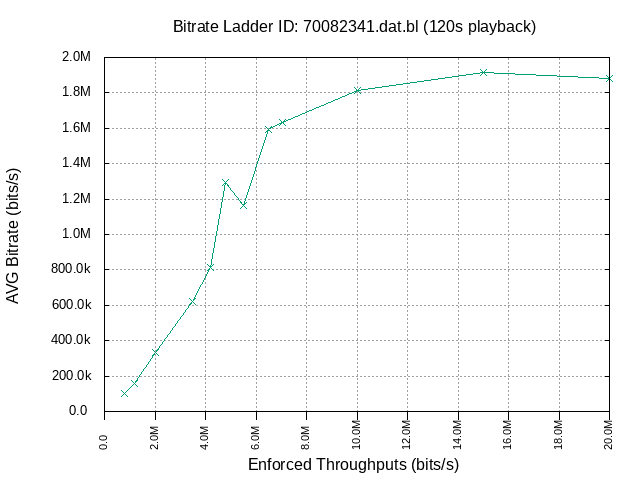 Bitrate Ladder ID: 70082341.dat.bl (120s playback)
2.0M
1.8M
1.6M
1.4M
1.2M
1.0M
800.0k
600.0k
400.0k
200.0k
0.0
AVG Bitrate (bits/s)
0.0
2.0M
4.0M
6.0M
8.0M
10.0M
12.0M
14.0M
16.0M
18.0M
20.0M
Enforced Throughputs (bits/s)